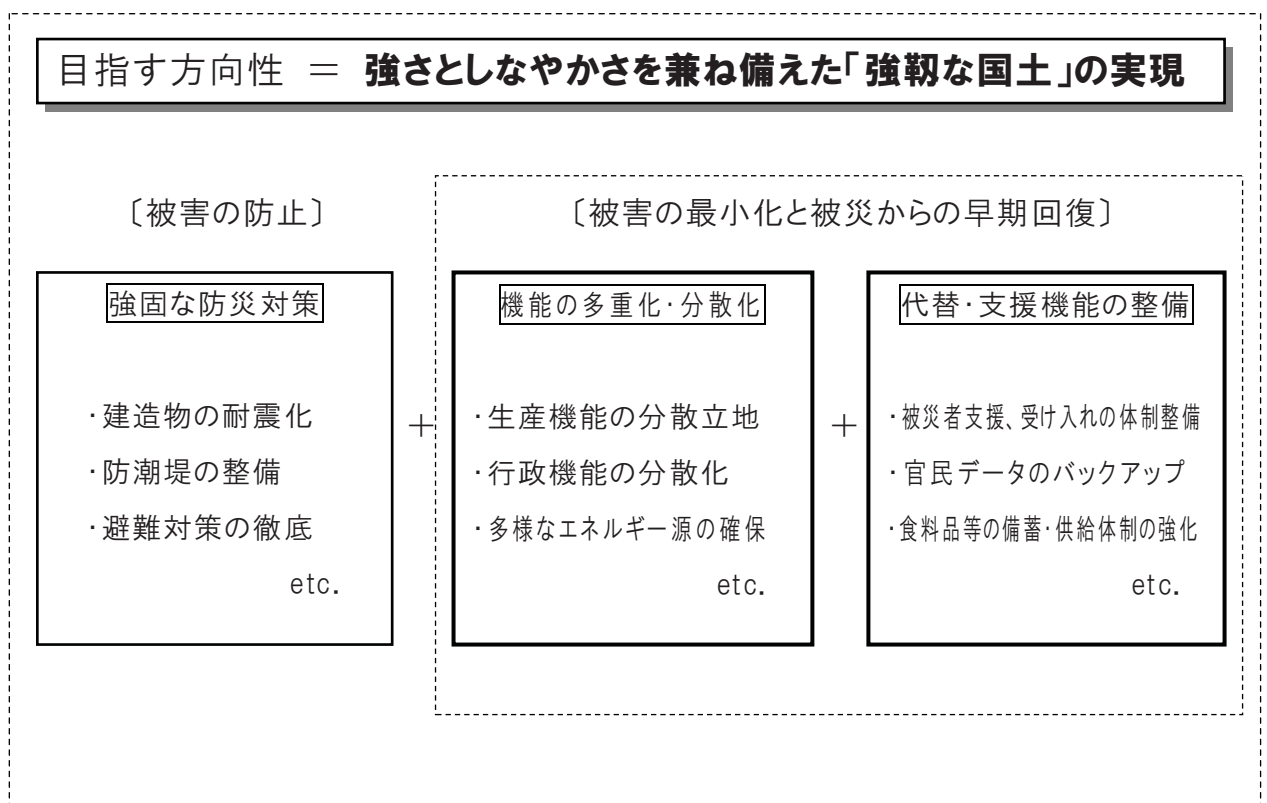 目指す方向性 ＝ 強さとしなやかさを兼ね備えた「強靱な国土」の実現
〔被害の防止〕
強固な防災対策
・建造物の耐震化
・防潮堤の整備
・避難対策の徹底
etc.
＋
〔被害の最小化と被災からの早期回復〕
機能の多重化・分散化
・生産機能の分散立地
・行政機能の分散化
・多様なエネルギー源の確保
etc.
＋
代替・支援機能の整備
・被災者支援、受け入れの体制整備
・官民データのバックアップ
・食料品等の備蓄・供給体制の強化
etc.